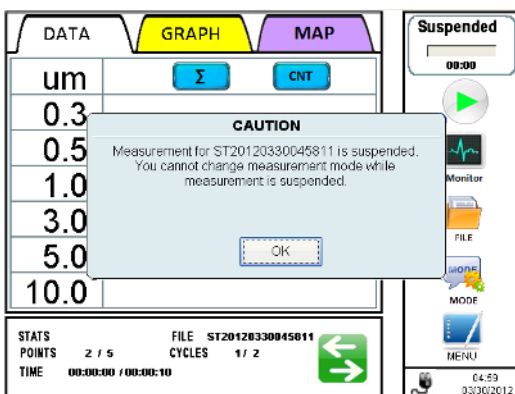 DATA GRAPH MAP
Suspended
00:00
um Σ CNT
0.3
0.5
1.0
3.0
5.0
10.0
CAUTION
Measurement for ST20120330045811 is suspended.
You cannot change measurement mode while
measurement is suspended.
OK
Monitor
FILE
MODE
MODE
MENU
STATS FILE ST20120330045811
POINTS 2 / 5 CYCLES 1/ 2
TIME 00:00:00 / 00:00:10
04:59
03/30/2012